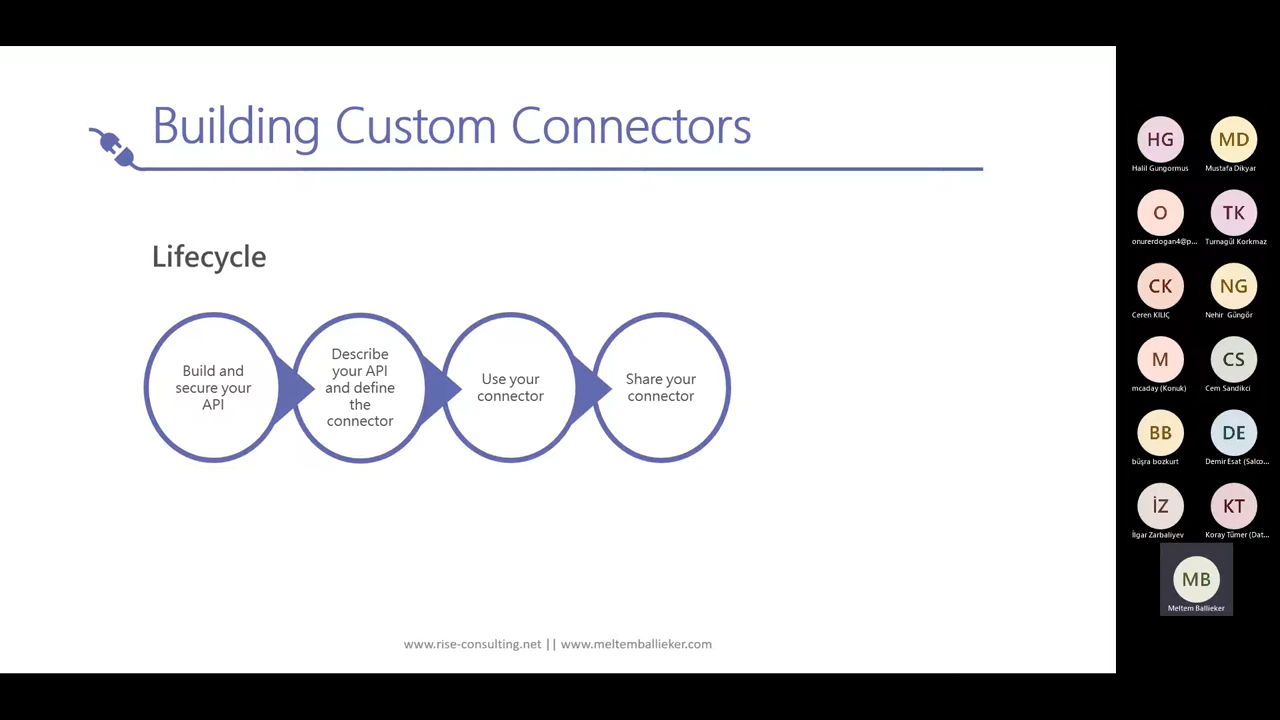 Building Custom Connectors
Lifecycle
Build and
secure your
API
Describe
your API
and define
the
connector
Use your
connector
Share your
connector
www.rise-consulting.net || www.meltemballieker.com
HG
Halil Gungormus
MD
Mustafa Dikyar
O
onurerdogan4@p...
TK
Turnagül Korkmaz
CK
Ceren KILIÇ
NG
Nehir Güngör
M
mcaday (Konuk)
CS
Cem Sandikci
BB
büşra bozkurt
DE
Demir Esat (Salco...
İZ
İlgar Zarbaliyev
KT
Koray Tümer (Dat...
MB
Meltem Ballieker